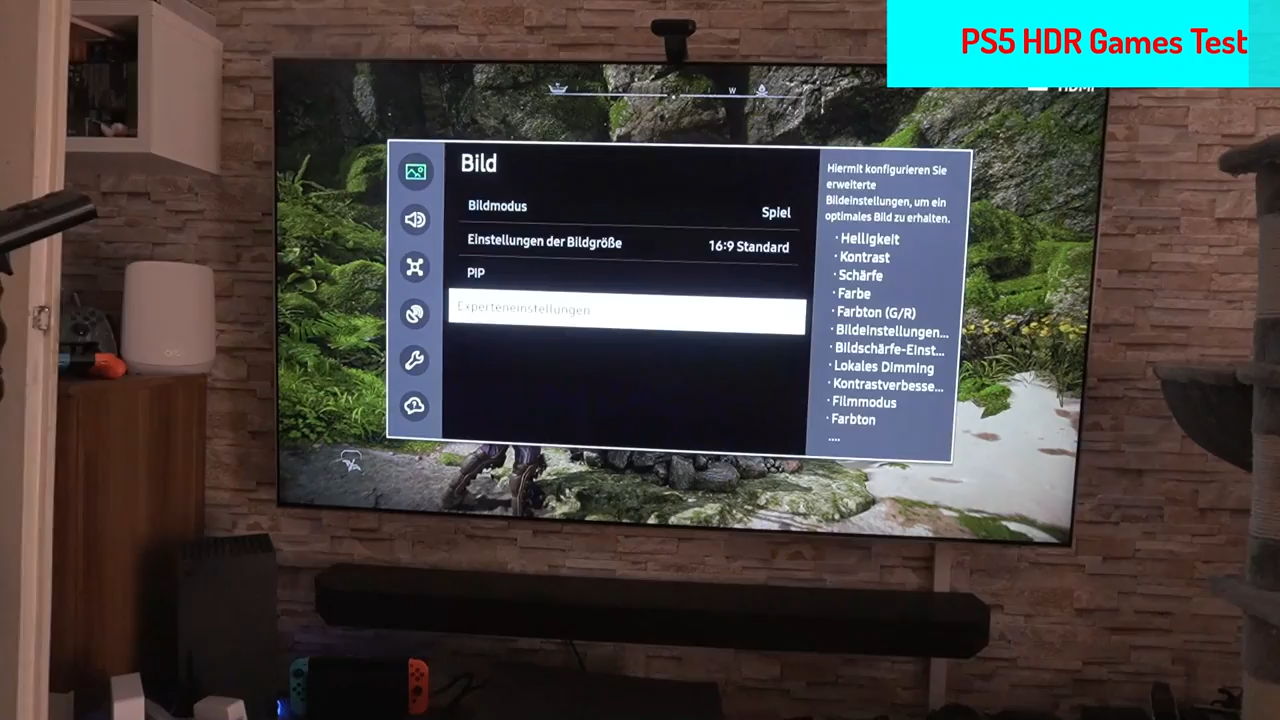 PS5 HDR Games Test
W
HDMI
Bild
Bildmodus
Spiel
Einstellungen der Bildgröße
16:9 Standard
PIP
Experteneinstellungen
Hiermit konfigurieren Sie
erweiterte
Bildeinstellungen, um ein
optimales Bild zu erhalten.
· Helligkeit
· Kontrast
· Schärfe
· Farbe
· Farbton (G/R)
· Bildeinstellungen...
· Bildschärfe-Einst...
· Lokales Dimming
· Kontrastverbesse...
· Filmmodus
· Farbton
....